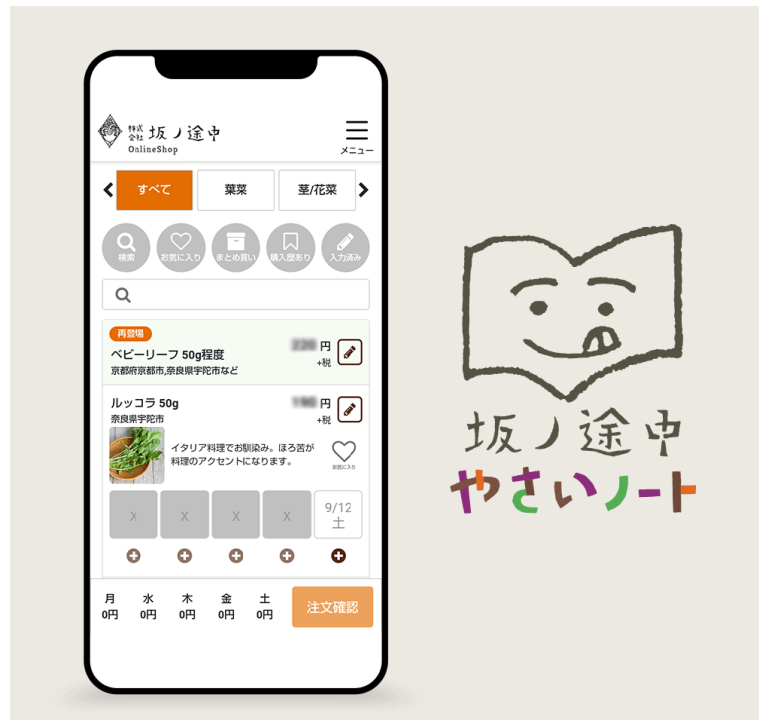 株式会社 坂ノ途中
OnlineShop
メニュー
すべて
葉菜
茎/花菜
検索
お気に入り
まとめ買い
購入歴あり
入力済み
再登場
ベビーリーフ 50g程度
円
+税
京都府京都市,奈良県宇陀市など
ルッコラ 50g
円
+税
奈良県宇陀市
イタリア料理でお馴染み。ほろ苦が
料理のアクセントになります。
お気に入り
X X X X 9/12
土
月 水 木 金 土
0円 0円 0円 0円 0円
注文確認
坂ノ途中
やさいノート